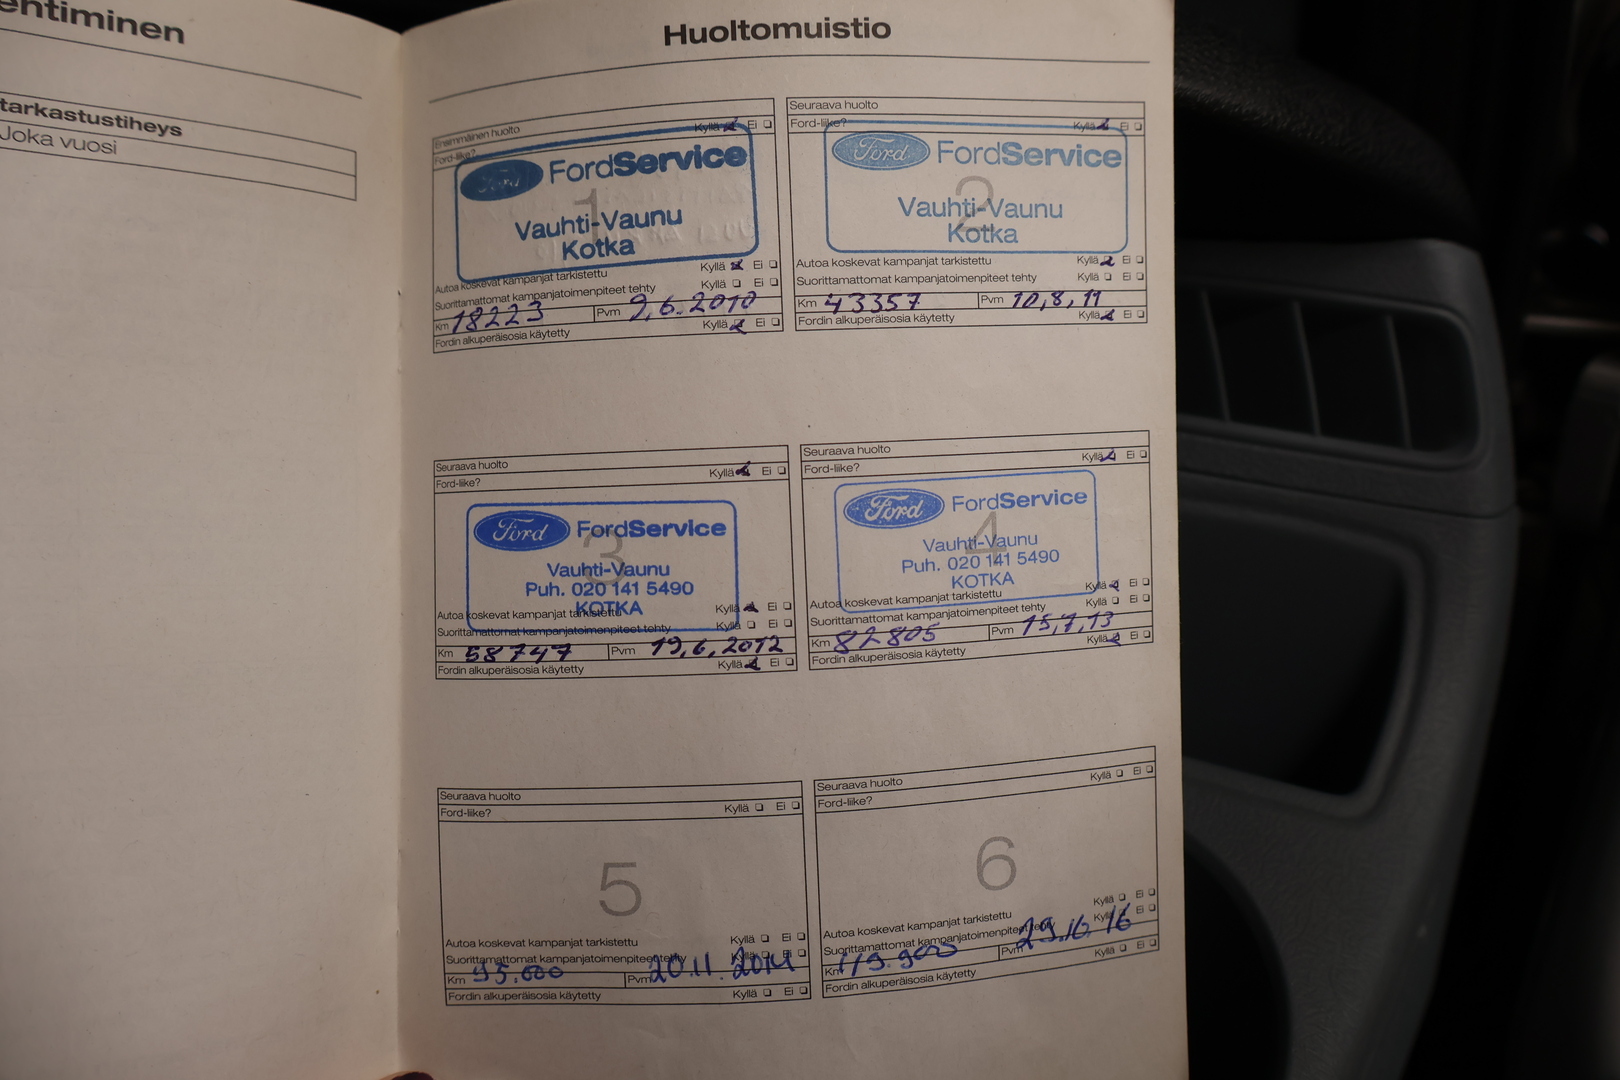 entiminen
tarkastustiheys
Joka vuosi
Huoltomuistio
Ensimmäinen huolto
Ford-liike? Kyllä Ei
Ford FordService
1
Vauhti-Vaunu
Kotka
Autoa koskevat kampanjat tarkistettu Kyllä Ei
Suorittamattomat kampanjatoimenpiteet tehty Kyllä Ei
Km 18223 Pvm 9.6.2010
Fordin alkuperäisosia käytetty Kyllä Ei
Seuraava huolto
Ford-liike? Kyllä Ei
Ford FordService
2
Vauhti-Vaunu
Kotka
Autoa koskevat kampanjat tarkistettu Kyllä Ei
Suorittamattomat kampanjatoimenpiteet tehty Kyllä Ei
Km 43357 Pvm 10,8,11
Fordin alkuperäisosia käytetty Kyllä Ei
Seuraava huolto
Ford-liike? Kyllä Ei
Ford FordService
3
Vauhti-Vaunu
Puh. 020 141 5490
KOTKA
Autoa koskevat kampanjat tarkistettu Kyllä Ei
Suorittamattomat kampanjatoimenpiteet tehty Kyllä Ei
Km 58747 Pvm 19,6,2012
Fordin alkuperäisosia käytetty Kyllä Ei
Seuraava huolto
Ford-liike? Kyllä Ei
Ford FordService
4
Vauhti-Vaunu
Puh. 020 141 5490
KOTKA
Autoa koskevat kampanjat tarkistettu Kyllä Ei
Suorittamattomat kampanjatoimenpiteet tehty Kyllä Ei
Km 82805 Pvm 15,7,13
Fordin alkuperäisosia käytetty Kyllä Ei
Seuraava huolto
Ford-liike? Kyllä Ei
5
Autoa koskevat kampanjat tarkistettu Kyllä Ei
Suorittamattomat kampanjatoimenpiteet tehty Kyllä Ei
Km 95.000 Pvm 20.11.2014
Fordin alkuperäisosia käytetty Kyllä Ei
Seuraava huolto
Ford-liike? Kyllä Ei
6
Autoa koskevat kampanjat tarkistettu Kyllä Ei
Suorittamattomat kampanjatoimenpiteet tehty Kyllä Ei
Km 119.900 Pvm 29.10.16
Fordin alkuperäisosia käytetty Kyllä Ei